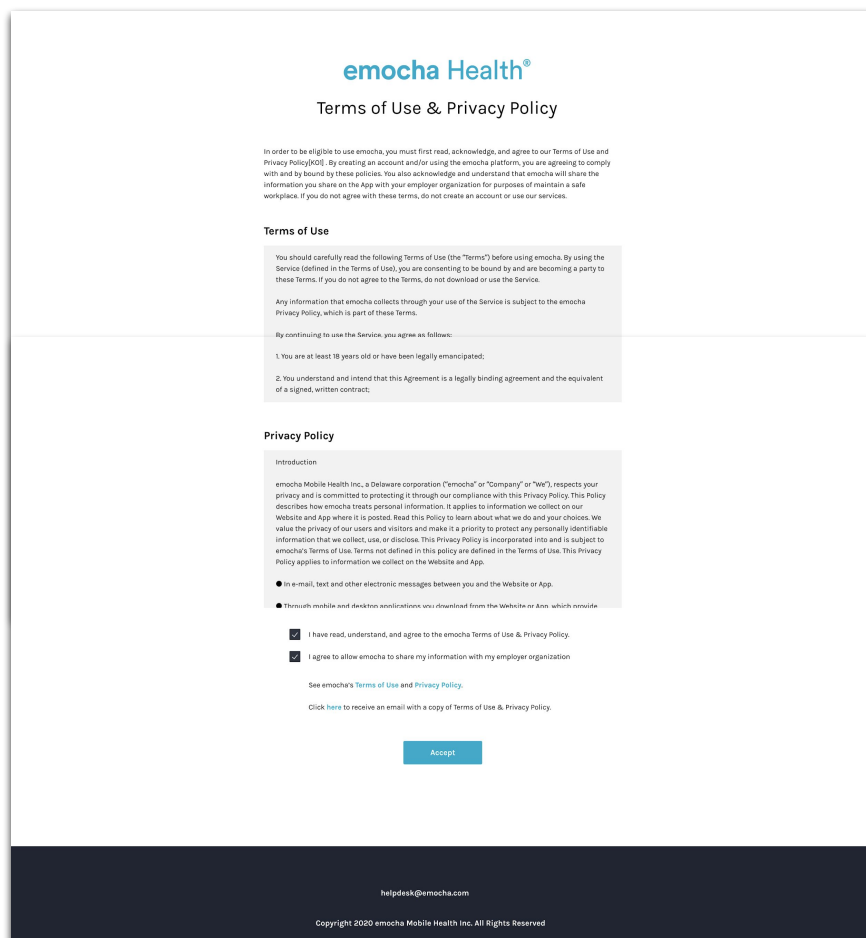 emocha Health®
Terms of Use & Privacy Policy
In order to be eligible to use emocha, you must first read, acknowledge, and agree to our Terms of Use and
Privacy Policy[KO1] . By creating an account and/or using the emocha platform, you are agreeing to comply
with and by bound by these policies. You also acknowledge and understand that emocha will share the
information you share on the App with your employer organization for purposes of maintain a safe
workplace. If you do not agree with these terms, do not create an account or use our services.
Terms of Use
You should carefully read the following Terms of Use (the "Terms") before using emocha. By using the
Service (defined in the Terms of Use), you are consenting to be bound by and are becoming a party to
these Terms. If you do not agree to the Terms, do not download or use the Service.
Any information that emocha collects through your use of the Service is subject to the emocha
Privacy Policy, which is part of these Terms.
By continuing to use the Service, you agree as follows:
1. You are at least 18 years old or have been legally emancipated;
2. You understand and intend that this Agreement is a legally binding agreement and the equivalent
of a signed, written contract;
Privacy Policy
Introduction
emocha Mobile Health Inc., a Delaware corporation ("emocha" or "Company" or "We"), respects your
privacy and is committed to protecting it through our compliance with this Privacy Policy. This Policy
describes how emocha treats personal information. It applies to information we collect on our
Website and App where it is posted. Read this Policy to learn about what we do and your choices. We
value the privacy of our users and visitors and make it a priority to protect any personally identifiable
information that we collect, use, or disclose. This Privacy Policy is incorporated into and is subject to
emocha's Terms of Use. Terms not defined in this policy are defined in the Terms of Use. This Privacy
Policy applies to information we collect on the Website and App.
● In e-mail, text and other electronic messages between you and the Website or App.
● Through mobile and desktop applications you download from the Website or App, which provide
I have read, understand, and agree to the emocha Terms of Use & Privacy Policy.
I agree to allow emocha to share my information with my employer organization
See emocha's Terms of Use and Privacy Policy.
Click here to receive an email with a copy of Terms of Use & Privacy Policy.
Accept
helpdesk@emocha.com
Copyright 2020 emocha Mobile Health Inc. All Rights Reserved